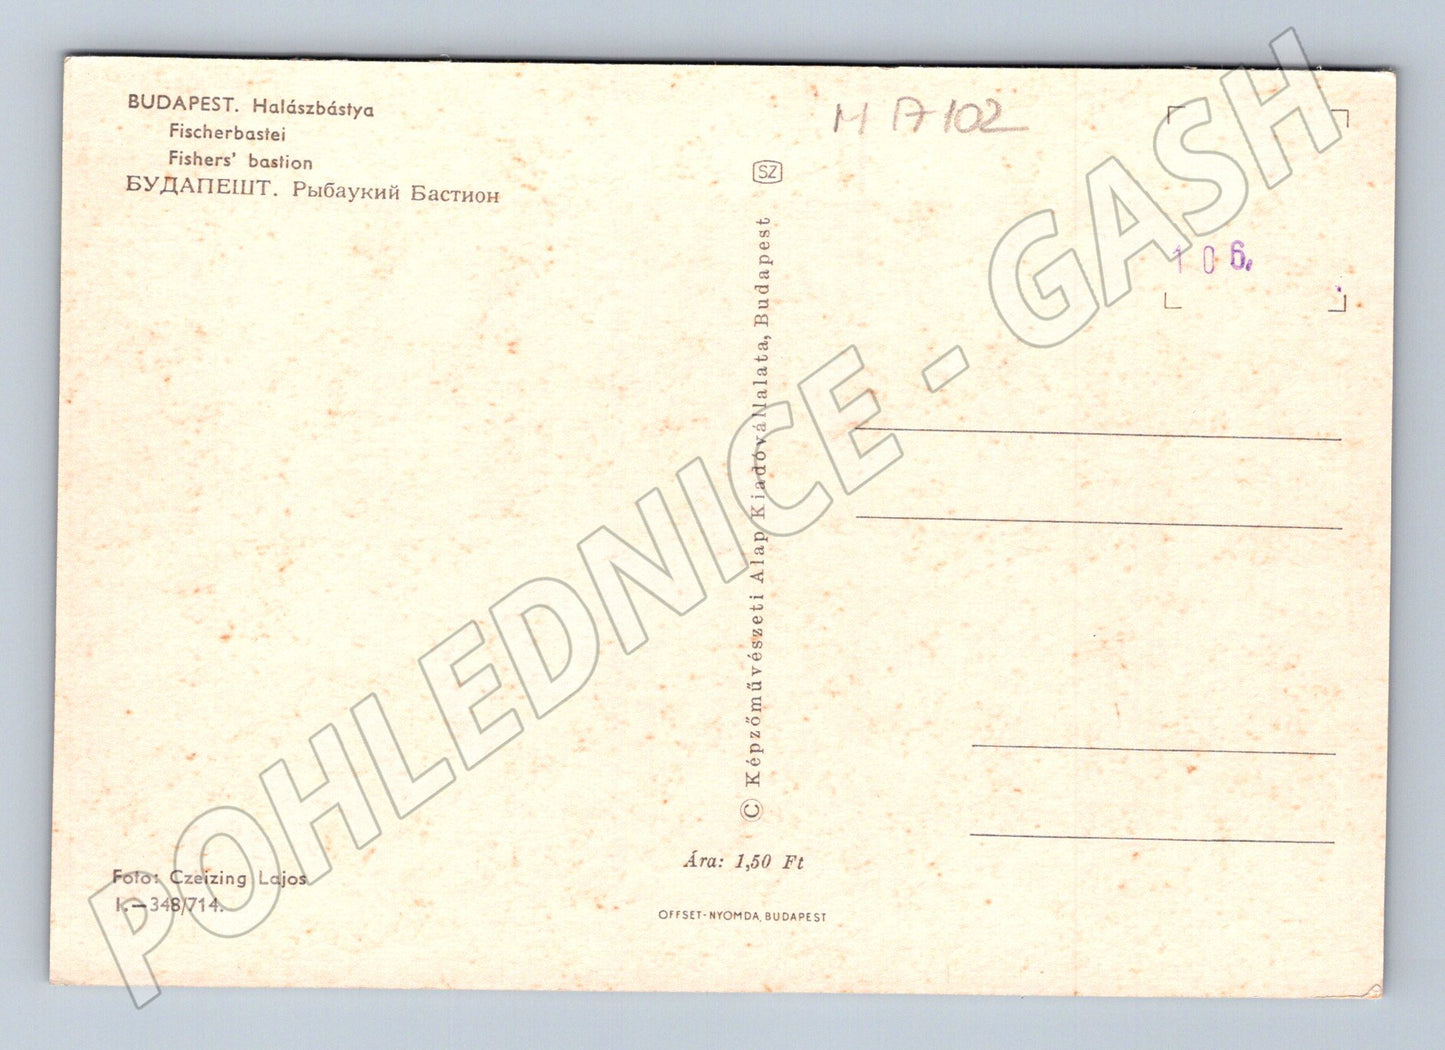 BUDAPEST. Halászbástya
Fischerbastei
Fishers' bastion
БУДАПЕШТ. Рыбаукий Бастион
M 17102
SZ
106.
© Képzőművészeti Alap Kiadóvállalata, Budapest
Ára: 1,50 Ft
OFFSET-NYOMDA, BUDAPEST
Foto: Czeizing Lajos
I.—348/714.
POHLEDNICE - GASH